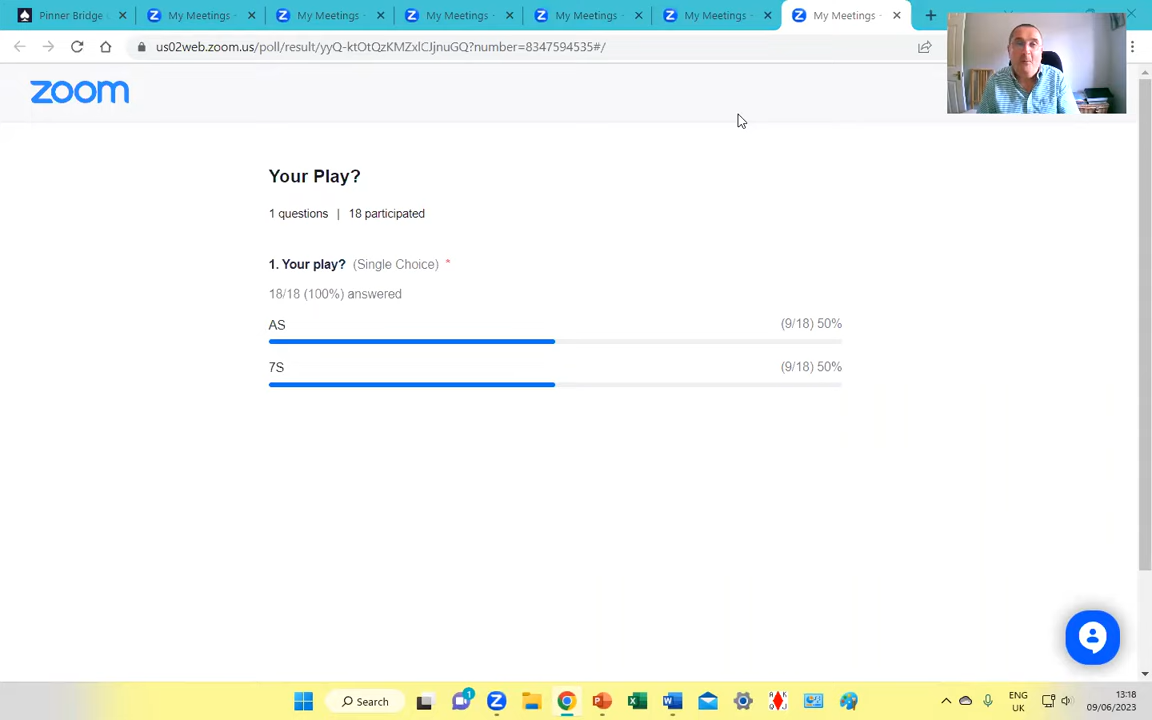 Pinner Bridge
My Meetings -
My Meetings -
My Meetings -
My Meetings -
My Meetings -
My Meetings -
us02web.zoom.us/poll/result/yyQ-ktOtQzKMZxlCJjnuGQ?number=8347594535#/
zoom
Your Play?
1 questions | 18 participated
1. Your play? (Single Choice) *
18/18 (100%) answered
AS (9/18) 50%
7S (9/18) 50%
Search
1
ENG
UK
13:18
09/06/2023